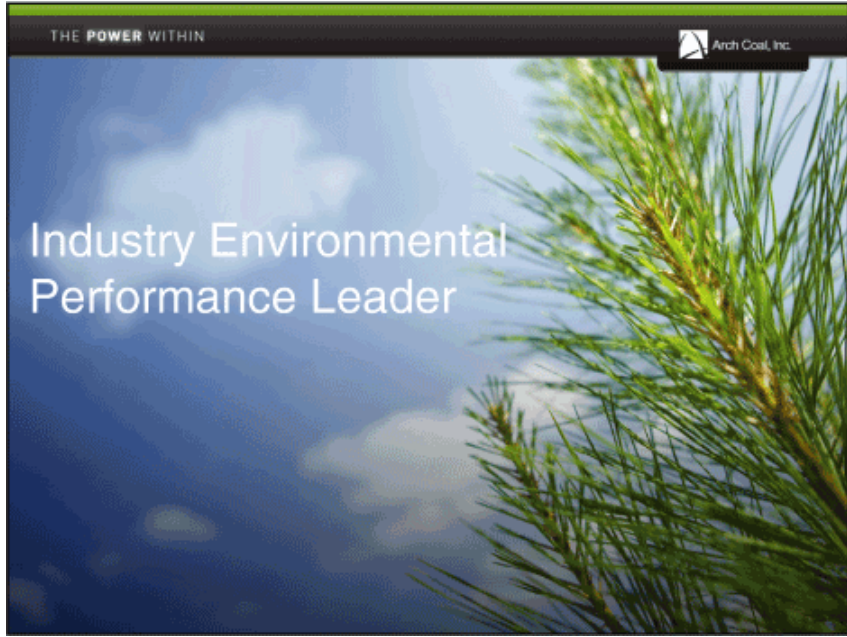 THE POWER WITHIN
Arch Coal, Inc.
Industry Environmental
Performance Leader